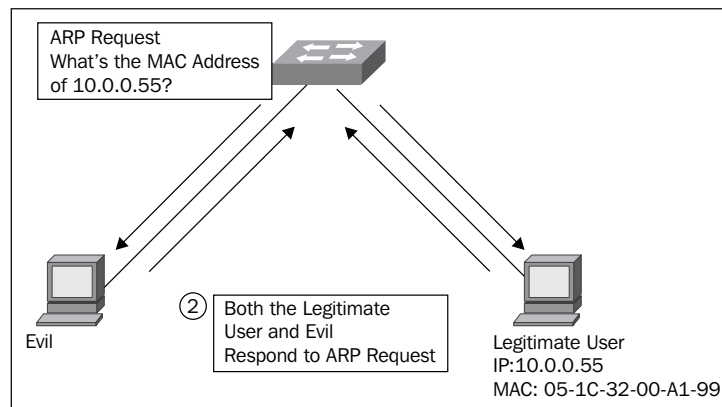 ARP Request
What's the MAC Address
of 10.0.0.55?
2
Both the Legitimate
User and Evil
Respond to ARP Request
Evil
Legitimate User
IP:10.0.0.55
MAC: 05-1C-32-00-A1-99